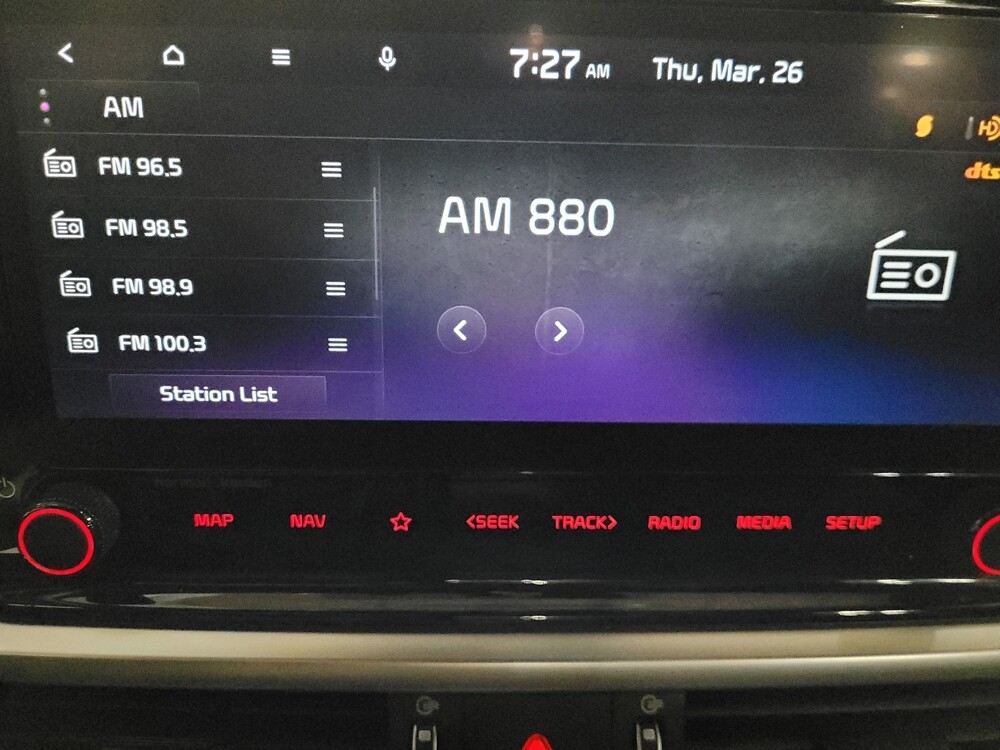 7:27 AM Thu, Mar. 26
AM
HD
dts
FM 96.5
FM 98.5
FM 98.9
FM 100.3
Station List
AM 880
MAP NAV <SEEK TRACK> RADIO MEDIA SETUP